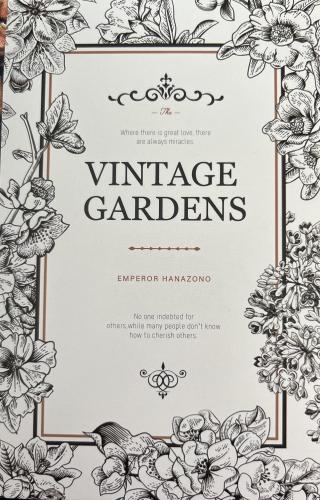 — The —
Where there is great love, there
are always miracles.
VINTAGE
GARDENS
EMPEROR HANAZONO
No one indebted for
others,while many people don't know
how to cherish others.